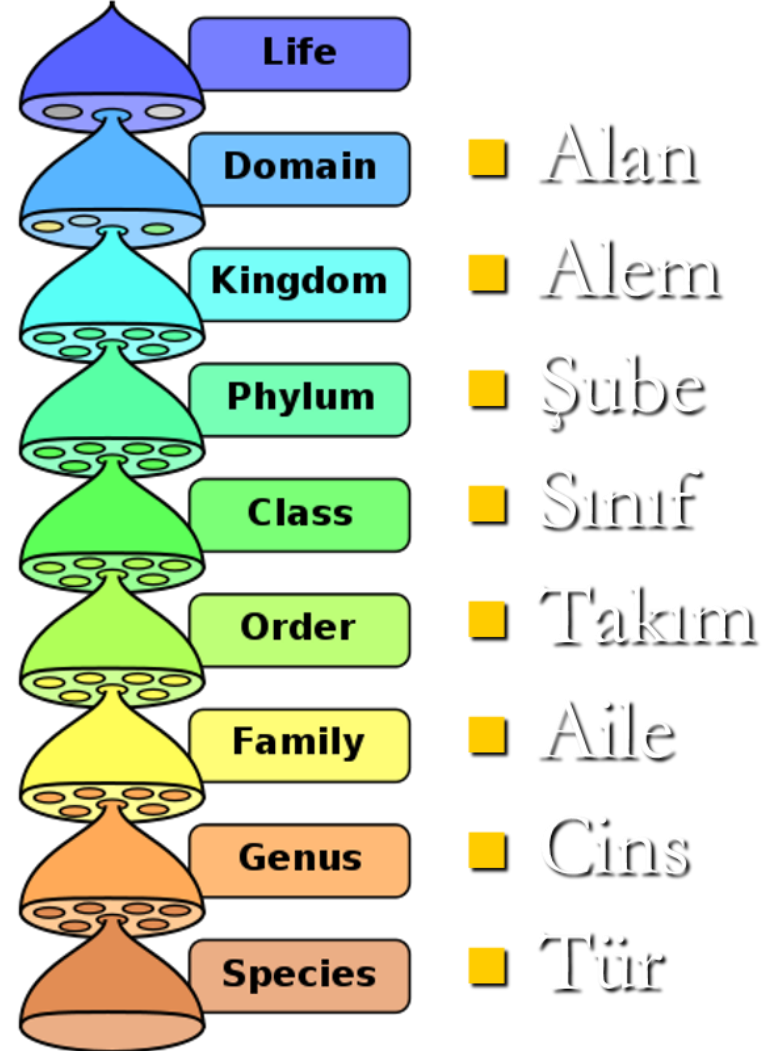 Life
Domain
Alan
Kingdom
Alem
Phylum
Şube
Class
Sınıf
Order
Takım
Family
Aile
Genus
Cins
Species
Tür